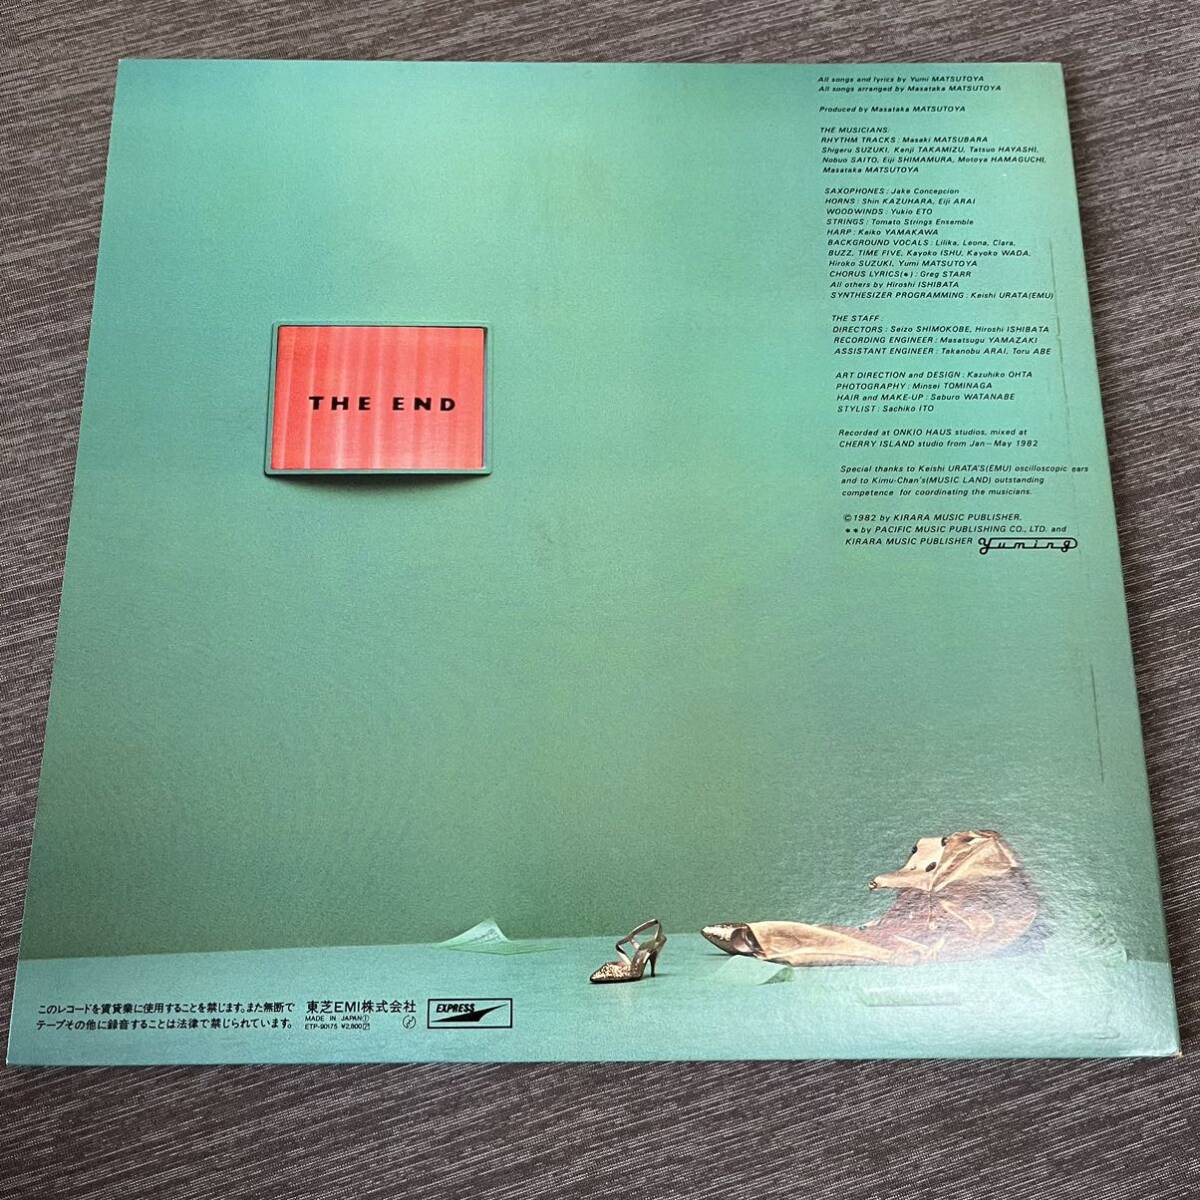 All songs and lyrics by Yumi MATSUTOYA
All songs arranged by Masataka MATSUTOYA
Produced by Masataka MATSUTOYA
THE MUSICIANS:
RHYTHM TRACKS : Masaki MATSUBARA
Shigeru SUZUKI, Kenji TAKAMIZU, Tatsuo HAYASHI,
Nobuo SAITO, Eiji SHIMAMURA, Motoya HAMAGUCHI,
Masataka MATSUTOYA
SAXOPHONES : Jake Concepcion
HORNS : Shin KAZUHARA, Eiji ARAI
WOODWINDS : Yukio ETO
STRINGS : Tomato Strings Ensemble
HARP : Keiko YAMAKAWA
BACKGROUND VOCALS : Lilika, Leona, Clara,
BUZZ, TIME FIVE, Kayoko ISHU, Kayoko WADA,
Hiroko SUZUKI, Yumi MATSUTOYA
CHORUS LYRICS(*) : Greg STARR
All others by Hiroshi ISHIBATA
SYNTHESIZER PROGRAMMING : Keishi URATA(EMU)
THE STAFF :
DIRECTORS : Seizo SHIMOKOBE, Hiroshi ISHIBATA
RECORDING ENGINEER : Masatsugu YAMAZAKI
ASSISTANT ENGINEER : Takanobu ARAI, Toru ABE
ART DIRECTION and DESIGN : Kazuhiko OHTA
PHOTOGRAPHY : Minsei TOMINAGA
HAIR and MAKE-UP : Saburo WATANABE
STYLIST : Sachiko ITO
Recorded at ONKIO HAUS studios, mixed at
CHERRY ISLAND studio from Jan-May 1982
Special thanks to Keishi URATA'S(EMU) oscilloscopic ears
and to Kimu-Chan's(MUSIC LAND) outstanding
competence for coordinating the musicians.
©1982 by KIRARA MUSIC PUBLISHER.
**by PACIFIC MUSIC PUBLISHING CO., LTD. and
KIRARA MUSIC PUBLISHER yuming
THE END
このレコードを賃貸業に使用することを禁じます。また無断で
テープその他に録音することは法律で禁じられています。
東芝EMI株式会社
MADE IN JAPAN
ETP-90175 ¥2,800
EXPRESS